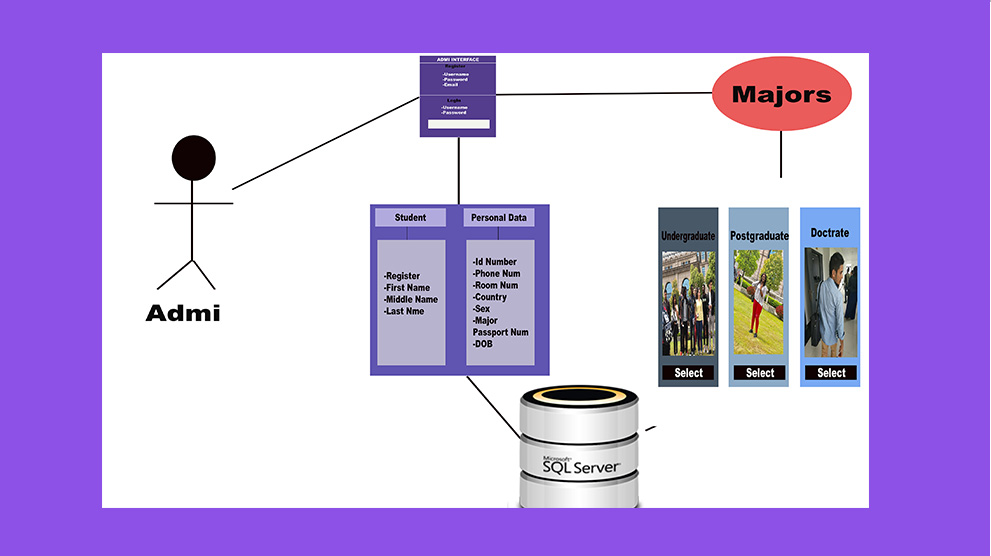 ADMI INTERFACE
Register
-Username
-Password
-Email
Login
-Username
-Password
Majors
Admi
Student
-Register
-First Name
-Middle Name
-Last Nme
Personal Data
-Id Number
-Phone Num
-Room Num
-Country
-Sex
-Major
Passport Num
-DOB
Undergraduate
Select
Postgraduate
Select
Doctrate
Select
Microsoft®
SQL Server®